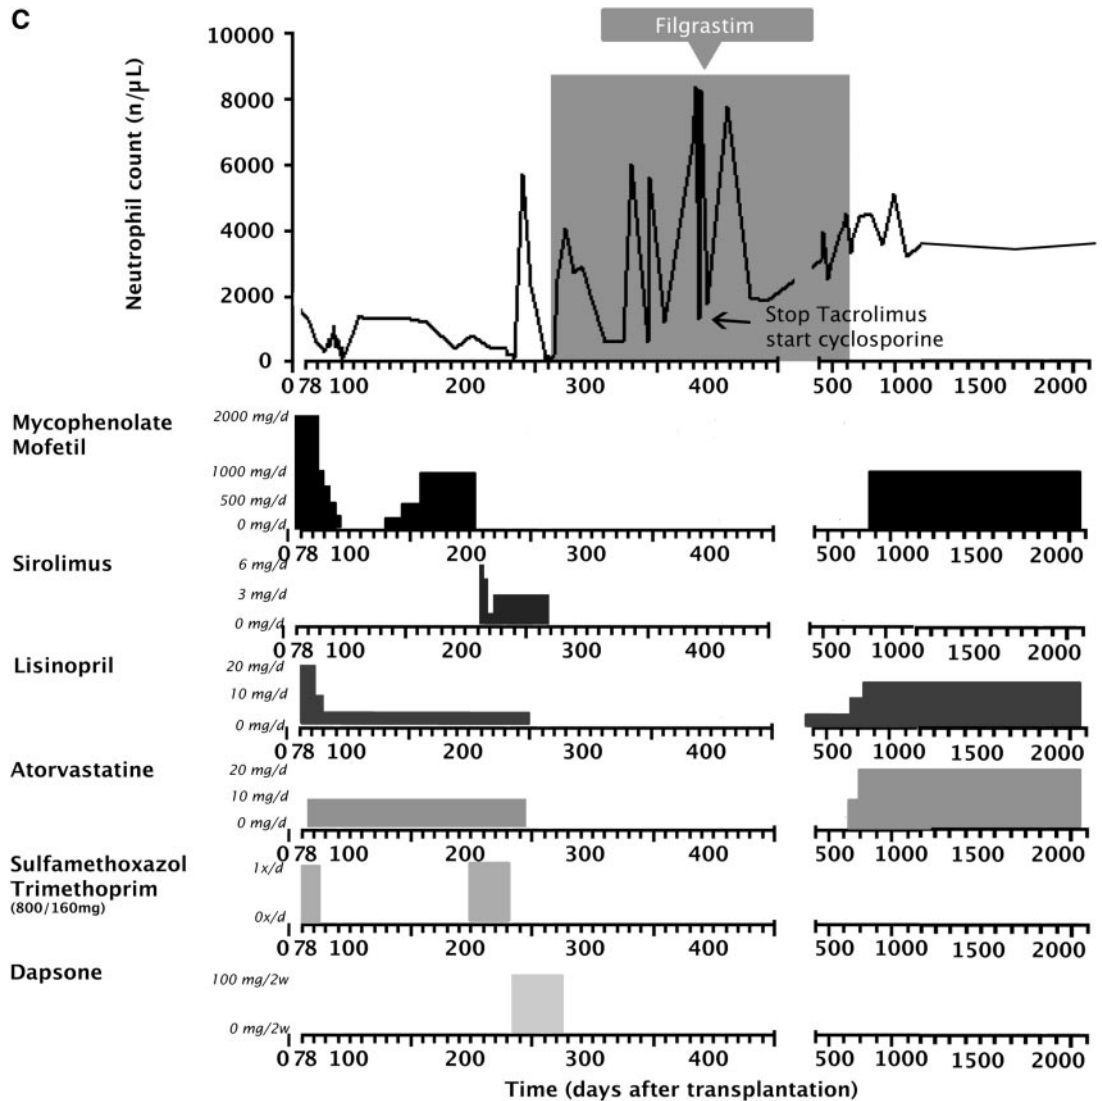 C
Filgrastim
Neutrophil count (n/µL)
10000
8000
6000
4000
2000
0
Stop Tacrolimus
start cyclosporine
0 78 100 200 300 400 500 1000 1500 2000
Mycophenolate
Mofetil
2000 mg/d
1000 mg/d
500 mg/d
0 mg/d
0 78 100 200 300 400 500 1000 1500 2000
Sirolimus
6 mg/d
3 mg/d
0 mg/d
0 78 100 200 300 400 500 1000 1500 2000
Lisinopril
20 mg/d
10 mg/d
0 mg/d
0 78 100 200 300 400 500 1000 1500 2000
Atorvastatine
20 mg/d
10 mg/d
0 mg/d
0 78 100 200 300 400 500 1000 1500 2000
Sulfamethoxazol
Trimethoprim
(800/160mg)
1x/d
0x/d
0 78 100 200 300 400 500 1000 1500 2000
Dapsone
100 mg/2w
0 mg/2w
0 78 100 200 300 400 500 1000 1500 2000
Time (days after transplantation)